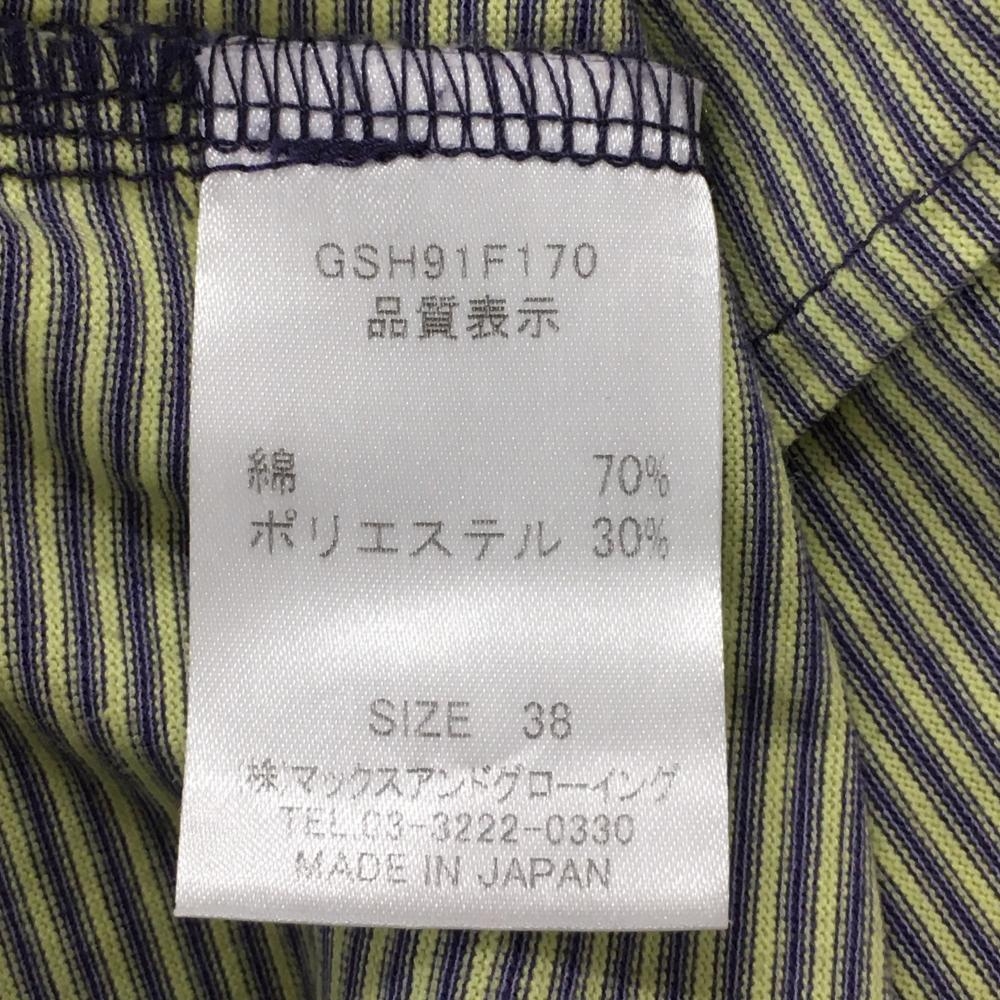 GSH91F170
品質表示
綿 70%
ポリエステル 30%
SIZE 38
(株)マックスアンドグローイング
TEL.03-3222-0330
MADE IN JAPAN